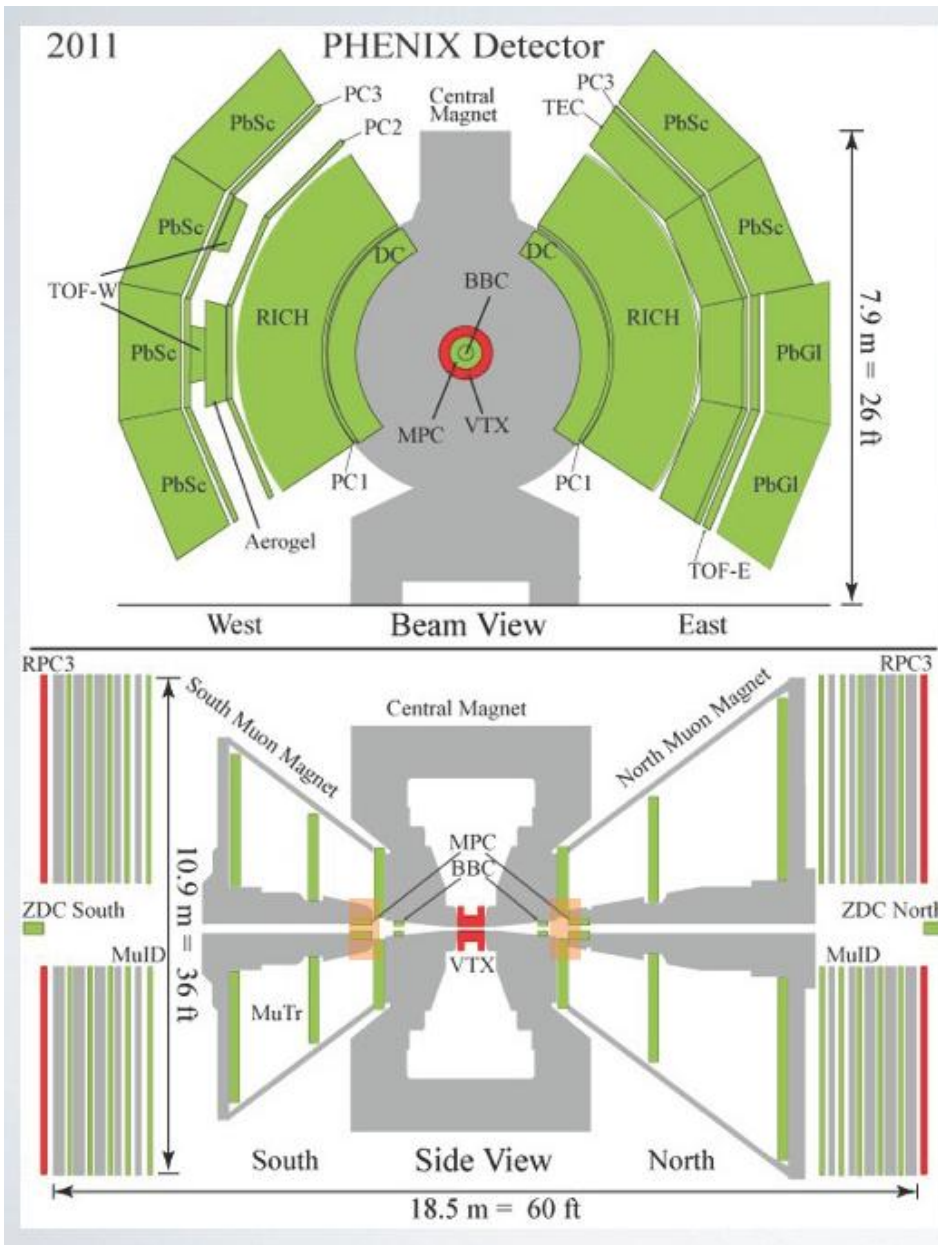 2011 PHENIX Detector
Central
Magnet
PC3
PC2
PbSc
PbSc
TOF-W
PbSc
PbSc
RICH
DC
Aerogel
PC1
BBC
MPC
VTX
PC3
TEC
PbSc
PbSc
DC
RICH
PbGl
PbGl
PC1
TOF-E
7.9 m = 26 ft
West Beam View East
RPC3
South Muon Magnet
Central Magnet
North Muon Magnet
RPC3
10.9 m = 36 ft
MPC
BBC
ZDC South
ZDC North
MuID
VTX
MuID
MuTr
South Side View North
18.5 m = 60 ft